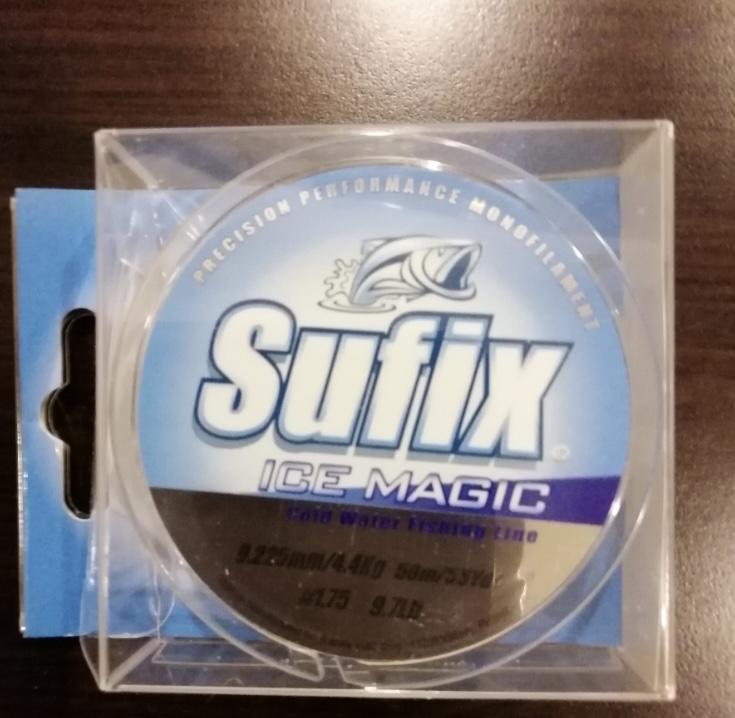 PRECISION PERFORMANCE MONOFILAMENT
Sufix®
ICE MAGIC
Cold Water Fishing Line
0.225mm/4.4Kg 50m/55Yds
#1.75 9.7Lb